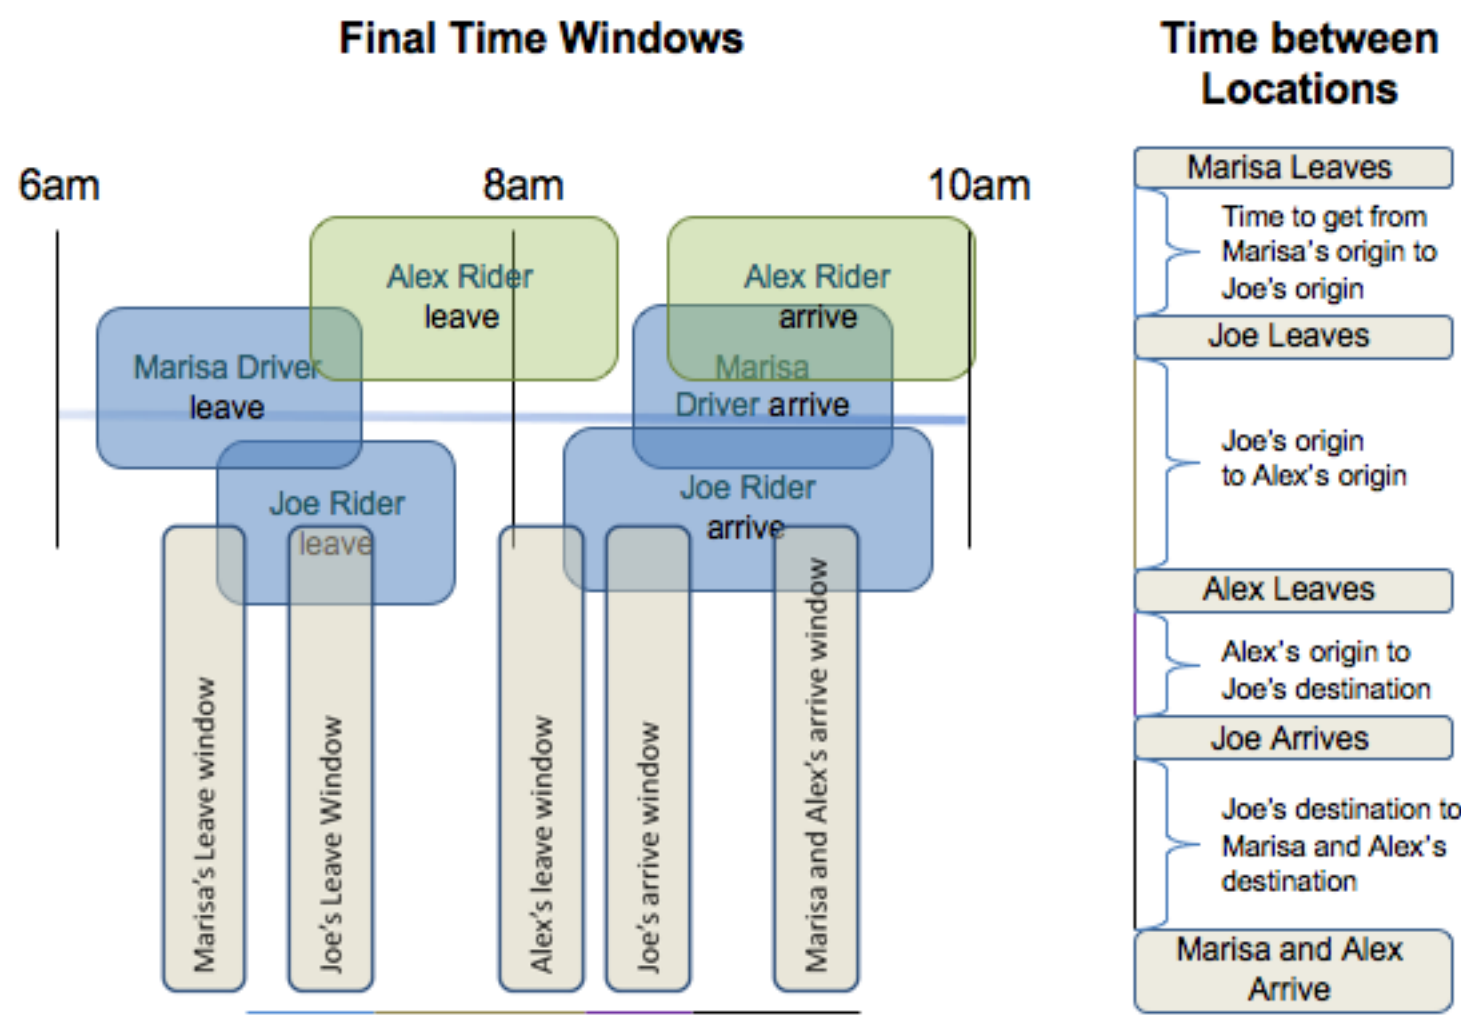 Final Time Windows
6am
8am
10am
Alex Rider
leave
Alex Rider
arrive
Marisa Driver
leave
Marisa
Driver arrive
Joe Rider
leave
Joe Rider
arrive
Marisa's Leave window
Joe's Leave Window
Alex's leave window
Joe's arrive window
Marisa and Alex's arrive window
Time between
Locations
Marisa Leaves
Time to get from
Marisa's origin to
Joe's origin
Joe Leaves
Joe's origin
to Alex's origin
Alex Leaves
Alex's origin to
Joe's destination
Joe Arrives
Joe's destination to
Marisa and Alex's
destination
Marisa and Alex
Arrive